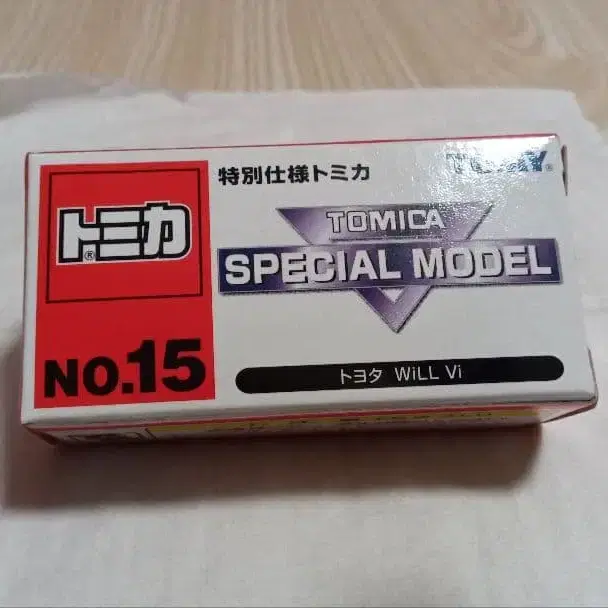 特別仕様トミカ
TOMY®
トミカ®
TOMICA
SPECIAL MODEL
NO.15
トヨタ WiLL Vi